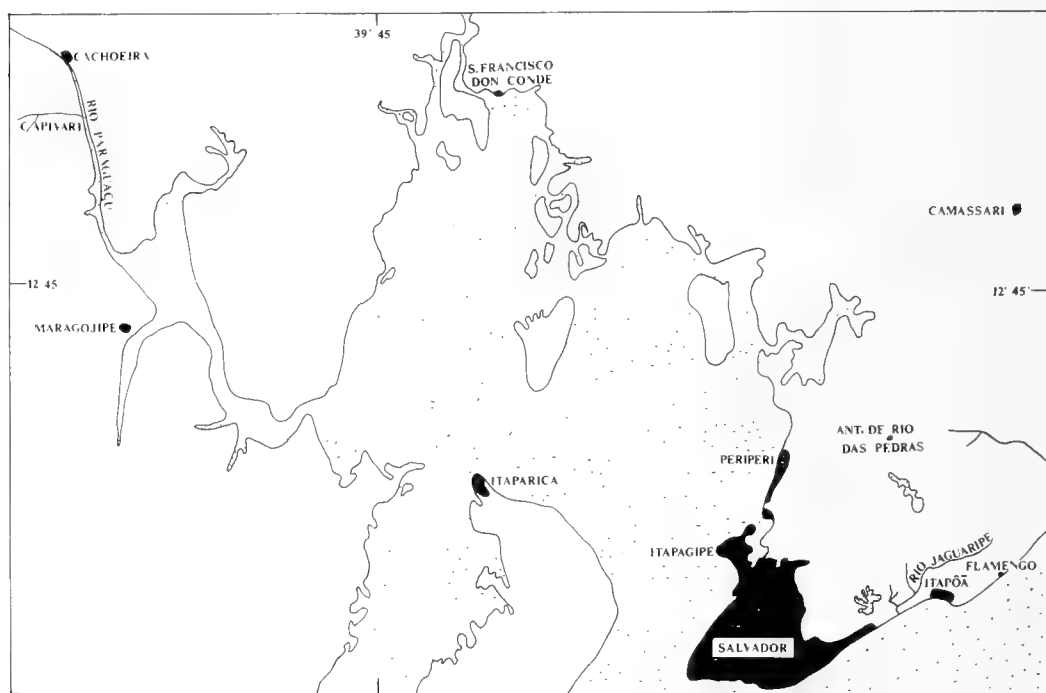 39° 45
CACHOEIRA
S. FRANCISCO
DON CONDE
RIO PARAGUAÇU
CAPIVARI
CAMASSARI
12 45
12° 45'
MARAGOJIPE
ANT. DE RIO
DAS PEDRAS
PERIPERI
ITAPARICA
ITAPAGIPE
RIO JAGUARIPE
FLAMENGO
ITAPÔÃ
SALVADOR